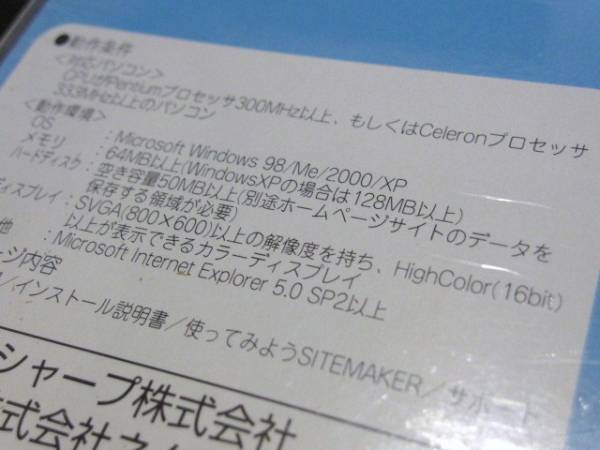 ●動作条件
<対応パソコン>
CPUがPentiumプロセッサ300MHz以上、もしくはCeleronプロセッサ
333MHz以上のパソコン
<動作環境>
OS : Microsoft Windows 98/Me/2000/XP
メモリ : 64MB以上(WindowsXPの場合は128MB以上)
ハードディスク : 空き容量50MB以上(別途ホームページサイトのデータを
保存する領域が必要)
ディスプレイ : SVGA(800×600)以上の解像度を持ち、HighColor(16bit)
以上が表示できるカラーディスプレイ
他 : Microsoft Internet Explorer 5.0 SP2以上
ージ内容
/インストール説明書/使ってみようSITEMAKER/サポート
シャープ株式会社
式会社